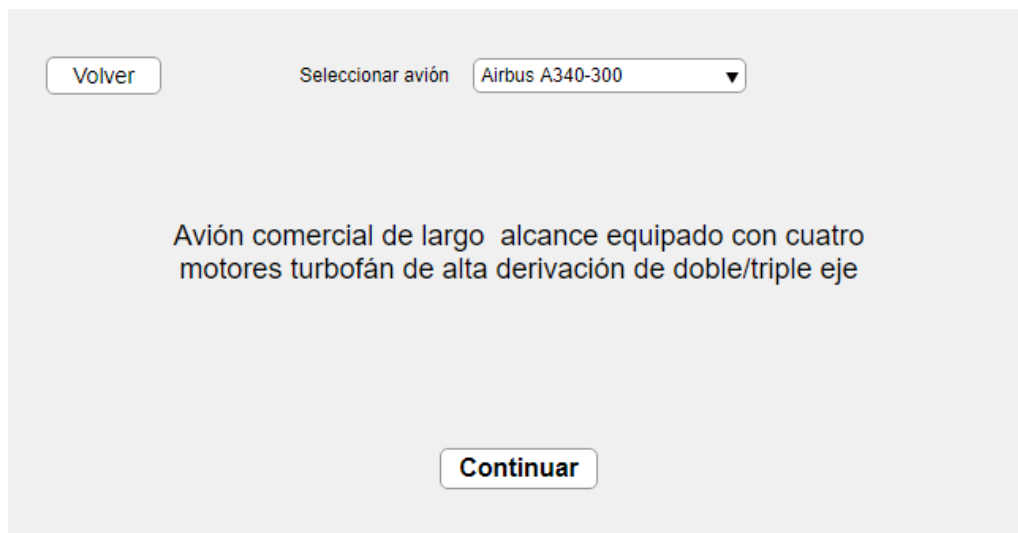 Volver
Seleccionar avión
Airbus A340-300
Avión comercial de largo  alcance equipado con cuatro
motores turbofán de alta derivación de doble/triple eje
Continuar